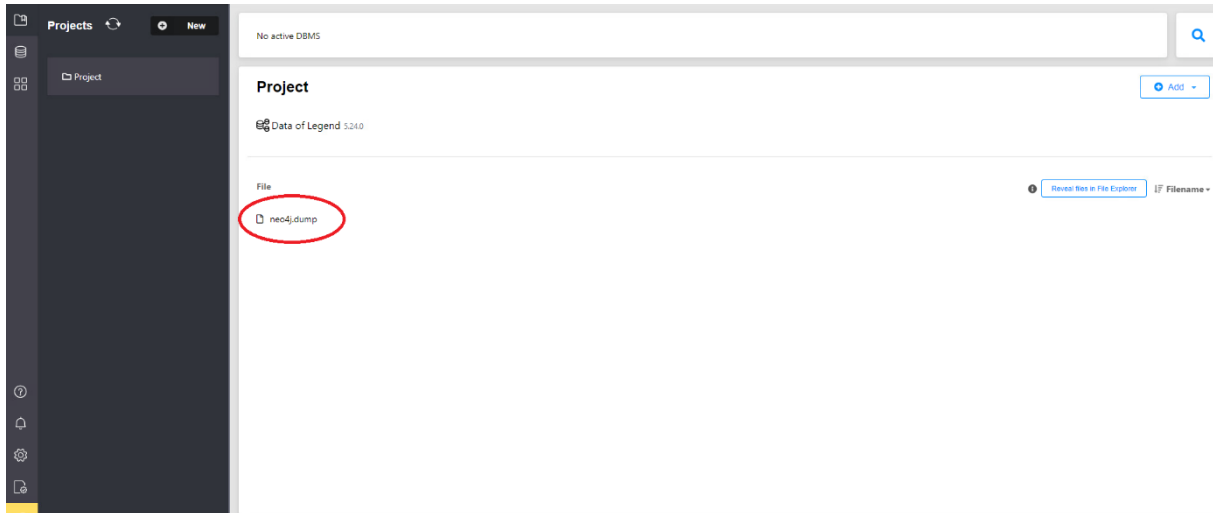 Projects
New
Project
No active DBMS
Project
Add
Data of Legend 5.24.0
File
Reveal files in File Explorer
Filename
neo4j.dump